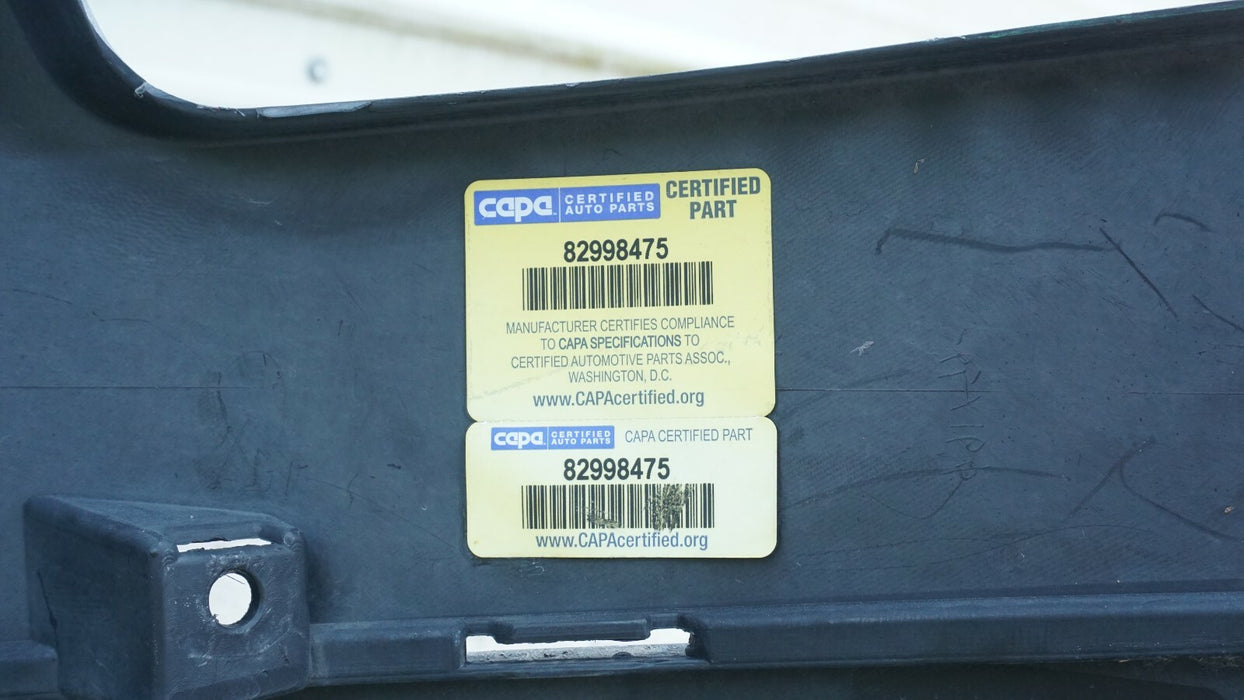 capa CERTIFIED AUTO PARTS
CERTIFIED PART
82998475
MANUFACTURER CERTIFIES COMPLIANCE
TO CAPA SPECIFICATIONS TO
CERTIFIED AUTOMOTIVE PARTS ASSOC.,
WASHINGTON, D.C.
www.CAPAcertified.org
capa CERTIFIED AUTO PARTS CAPA CERTIFIED PART
82998475
www.CAPAcertified.org